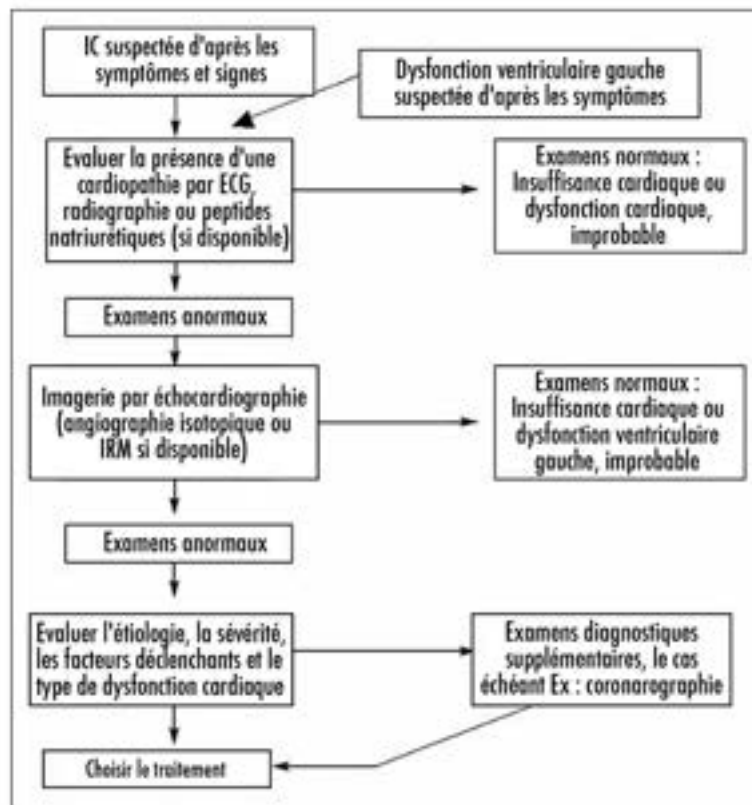 IC suspectée d'après les
symptômes et signes
Dysfonction ventriculaire gauche
suspectée d'après les symptômes
Evaluer la présence d'une
cardiopathie par ECG,
radiographie ou peptides
natriurétiques (si disponible)
Examens normaux :
Insuffisance cardiaque ou
dysfonction cardiaque,
improbable
Examens anormaux
Imagerie par échocardiographie
(angiographie isotopique ou
IRM si disponible)
Examens normaux :
Insuffisance cardiaque ou
dysfonction ventriculaire
gauche, improbable
Examens anormaux
Evaluer l'étiologie, la sévérité,
les facteurs déclenchants et le
type de dysfonction cardiaque
Examens diagnostiques
supplémentaires, le cas
échéant Ex : coronarographie
Choisir le traitement